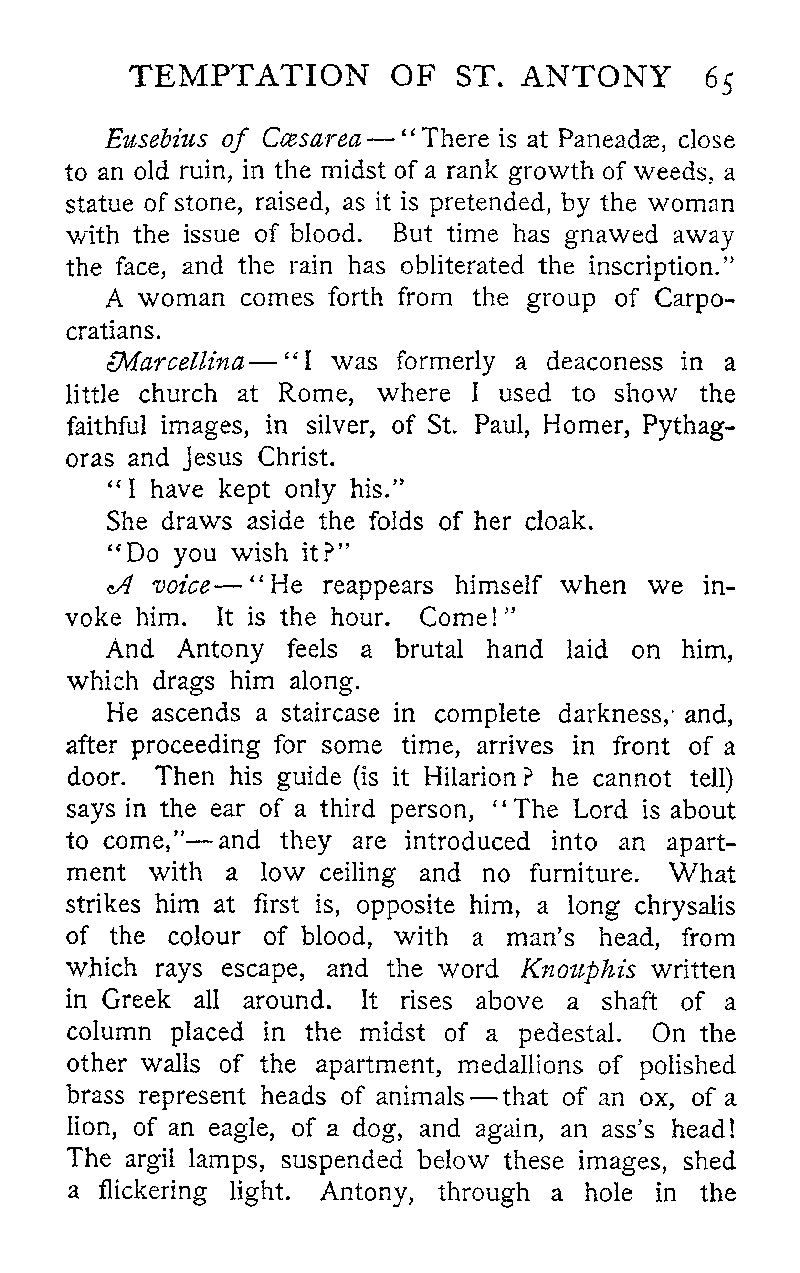 TEMPTATION OF ST. ANTONY 65
Eusebius of Cœsarea—“There is at Paneadæ, close
to an old ruin, in the midst of a rank growth of weeds, a
statue of stone, raised, as it is pretended, by the woman
with the issue of blood. But time has gnawed away
the face, and the rain has obliterated the inscription.”
A woman comes forth from the group of Carpo-
cratians.
Marcellina—“I was formerly a deaconess in a
little church at Rome, where I used to show the
faithful images, in silver, of St. Paul, Homer, Pythag-
oras and Jesus Christ.
“I have kept only his.”
She draws aside the folds of her cloak.
“Do you wish it?”
A voice—“He reappears himself when we in-
voke him. It is the hour. Come!”
And Antony feels a brutal hand laid on him,
which drags him along.
He ascends a staircase in complete darkness, and,
after proceeding for some time, arrives in front of a
door. Then his guide (is it Hilarion? he cannot tell)
says in the ear of a third person, “The Lord is about
to come,”—and they are introduced into an apart-
ment with a low ceiling and no furniture. What
strikes him at first is, opposite him, a long chrysalis
of the colour of blood, with a man’s head, from
which rays escape, and the word Knouphis written
in Greek all around. It rises above a shaft of a
column placed in the midst of a pedestal. On the
other walls of the apartment, medallions of polished
brass represent heads of animals—that of an ox, of a
lion, of an eagle, of a dog, and again, an ass’s head!
The argil lamps, suspended below these images, shed
a flickering light. Antony, through a hole in the